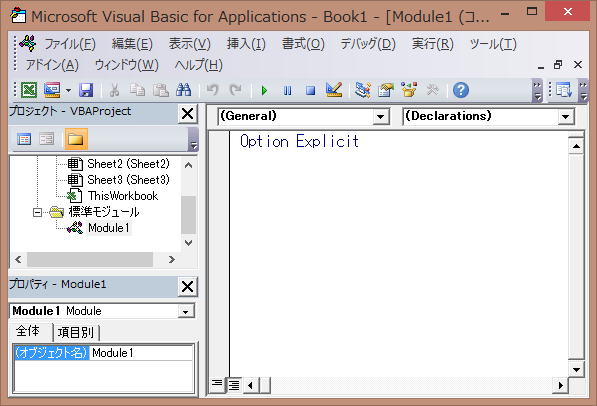 Microsoft Visual Basic for Applications - Book1 - [Module1 (コ...
ファイル(F) 編集(E) 表示(V) 挿入(I) 書式(O) デバッグ(D) 実行(R) ツール(T)
アドイン(A) ウィンドウ(W) ヘルプ(H)
プロジェクト - VBAProject
Sheet2 (Sheet2)
Sheet3 (Sheet3)
ThisWorkbook
標準モジュール
Module1
プロパティ - Module1
Module1 Module
全体 項目別
(オブジェクト名) Module1
(General) (Declarations)
Option Explicit